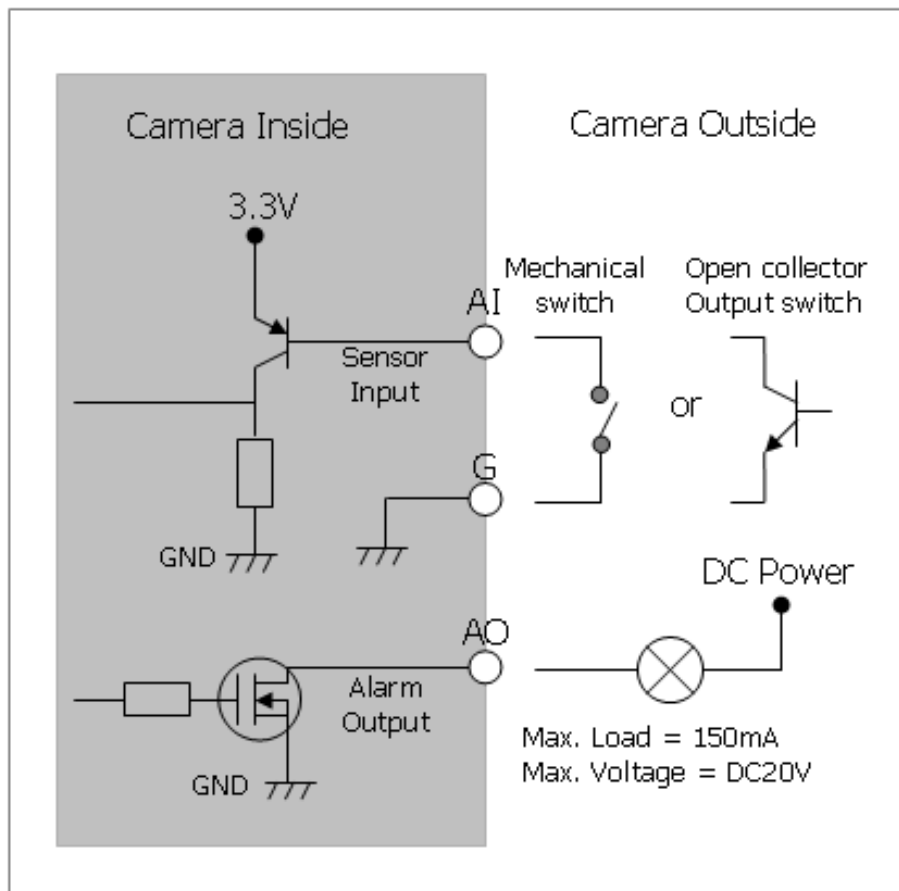 Camera Inside
Camera Outside
3.3V
Mechanical
switch
Open collector
Output switch
AI
Sensor
Input
or
G
GND
DC Power
AO
Alarm
Output
Max. Load = 150mA
Max. Voltage = DC20V
GND